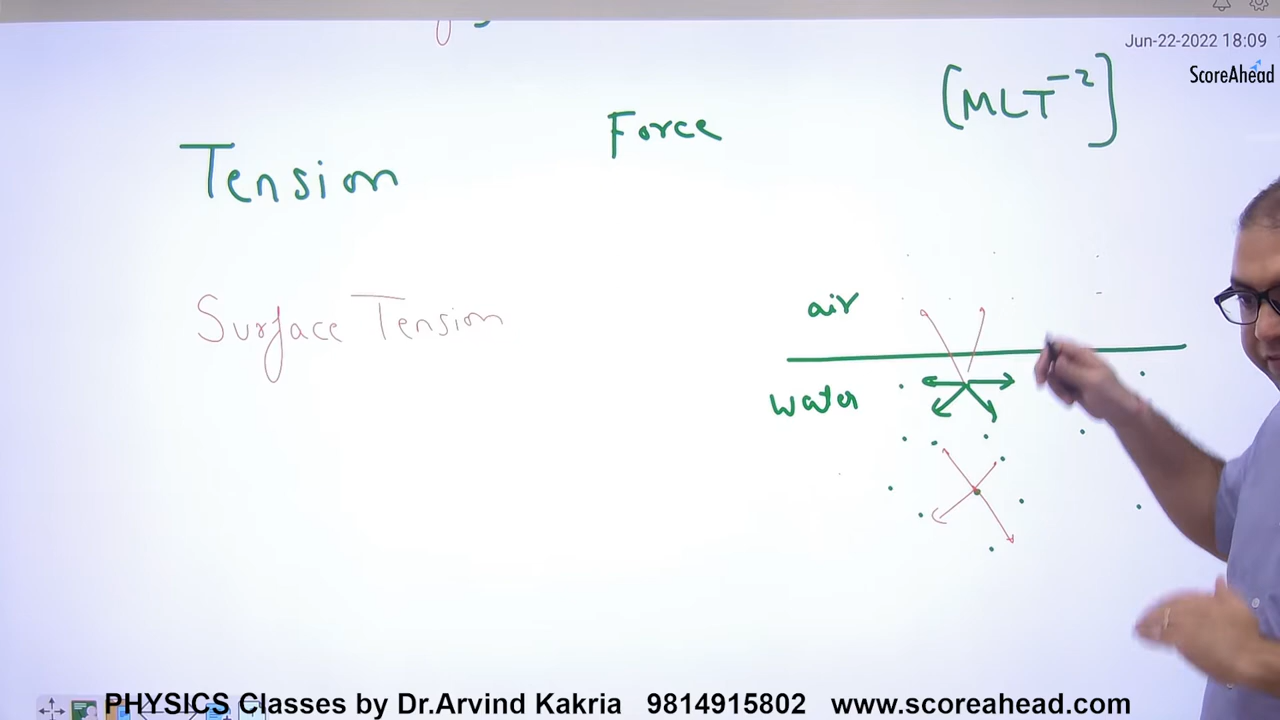 Jun-22-2022 18:09
ScoreAhead
[MLT⁻²]
Force
Tension
Surface Tension
air
water
PHYSICS Classes by Dr.Arvind Kakria 9814915802 www.scoreahead.com